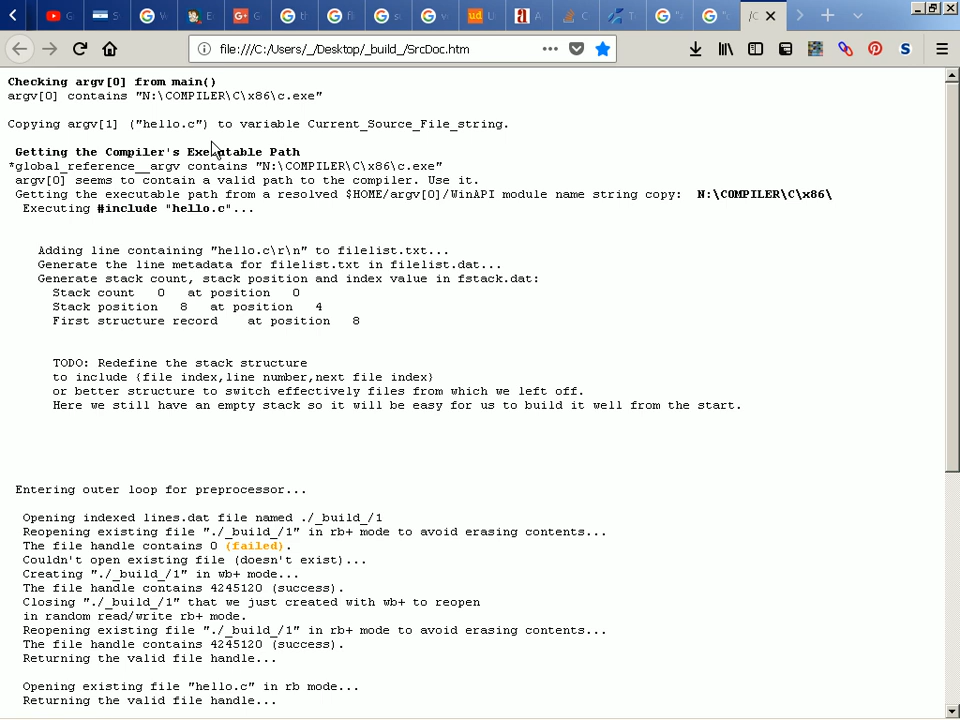 G
S
W
E
G
th
fl
s
v
U
A
C
T
"
"
/C
file:///C:/Users/_/Desktop/_build_/SrcDoc.htm
Checking argv[0] from main()
argv[0] contains "N:\COMPILER\C\x86\c.exe"
Copying argv[1] ("hello.c") to variable Current_Source_File_string.
Getting the Compiler's Executable Path
*global_reference__argv contains "N:\COMPILER\C\x86\c.exe"
argv[0] seems to contain a valid path to the compiler. Use it.
Getting the executable path from a resolved $HOME/argv[0]/WinAPI module name string copy:  N:\COMPILER\C\x86\
Executing #include "hello.c"...
Adding line containing "hello.c\r\n" to filelist.txt...
Generate the line metadata for filelist.txt in filelist.dat...
Generate stack count, stack position and index value in fstack.dat:
Stack count   0   at position   0
Stack position   8   at position   4
First structure record    at position   8
TODO: Redefine the stack structure
to include {file index,line number,next file index}
or better structure to switch effectively files from which we left off.
Here we still have an empty stack so it will be easy for us to build it well from the start.
Entering outer loop for preprocessor...
Opening indexed lines.dat file named ./_build_/1
Reopening existing file "./_build_/1" in rb+ mode to avoid erasing contents...
The file handle contains 0 (failed).
Couldn't open existing file (doesn't exist)...
Creating "./_build_/1" in wb+ mode...
The file handle contains 4245120 (success).
Closing "./_build_/1" that we just created with wb+ to reopen
in random read/write rb+ mode.
Reopening existing file "./_build_/1" in rb+ mode to avoid erasing contents...
The file handle contains 4245120 (success).
Returning the valid file handle...
Opening existing file "hello.c" in rb mode...
Returning the valid file handle...